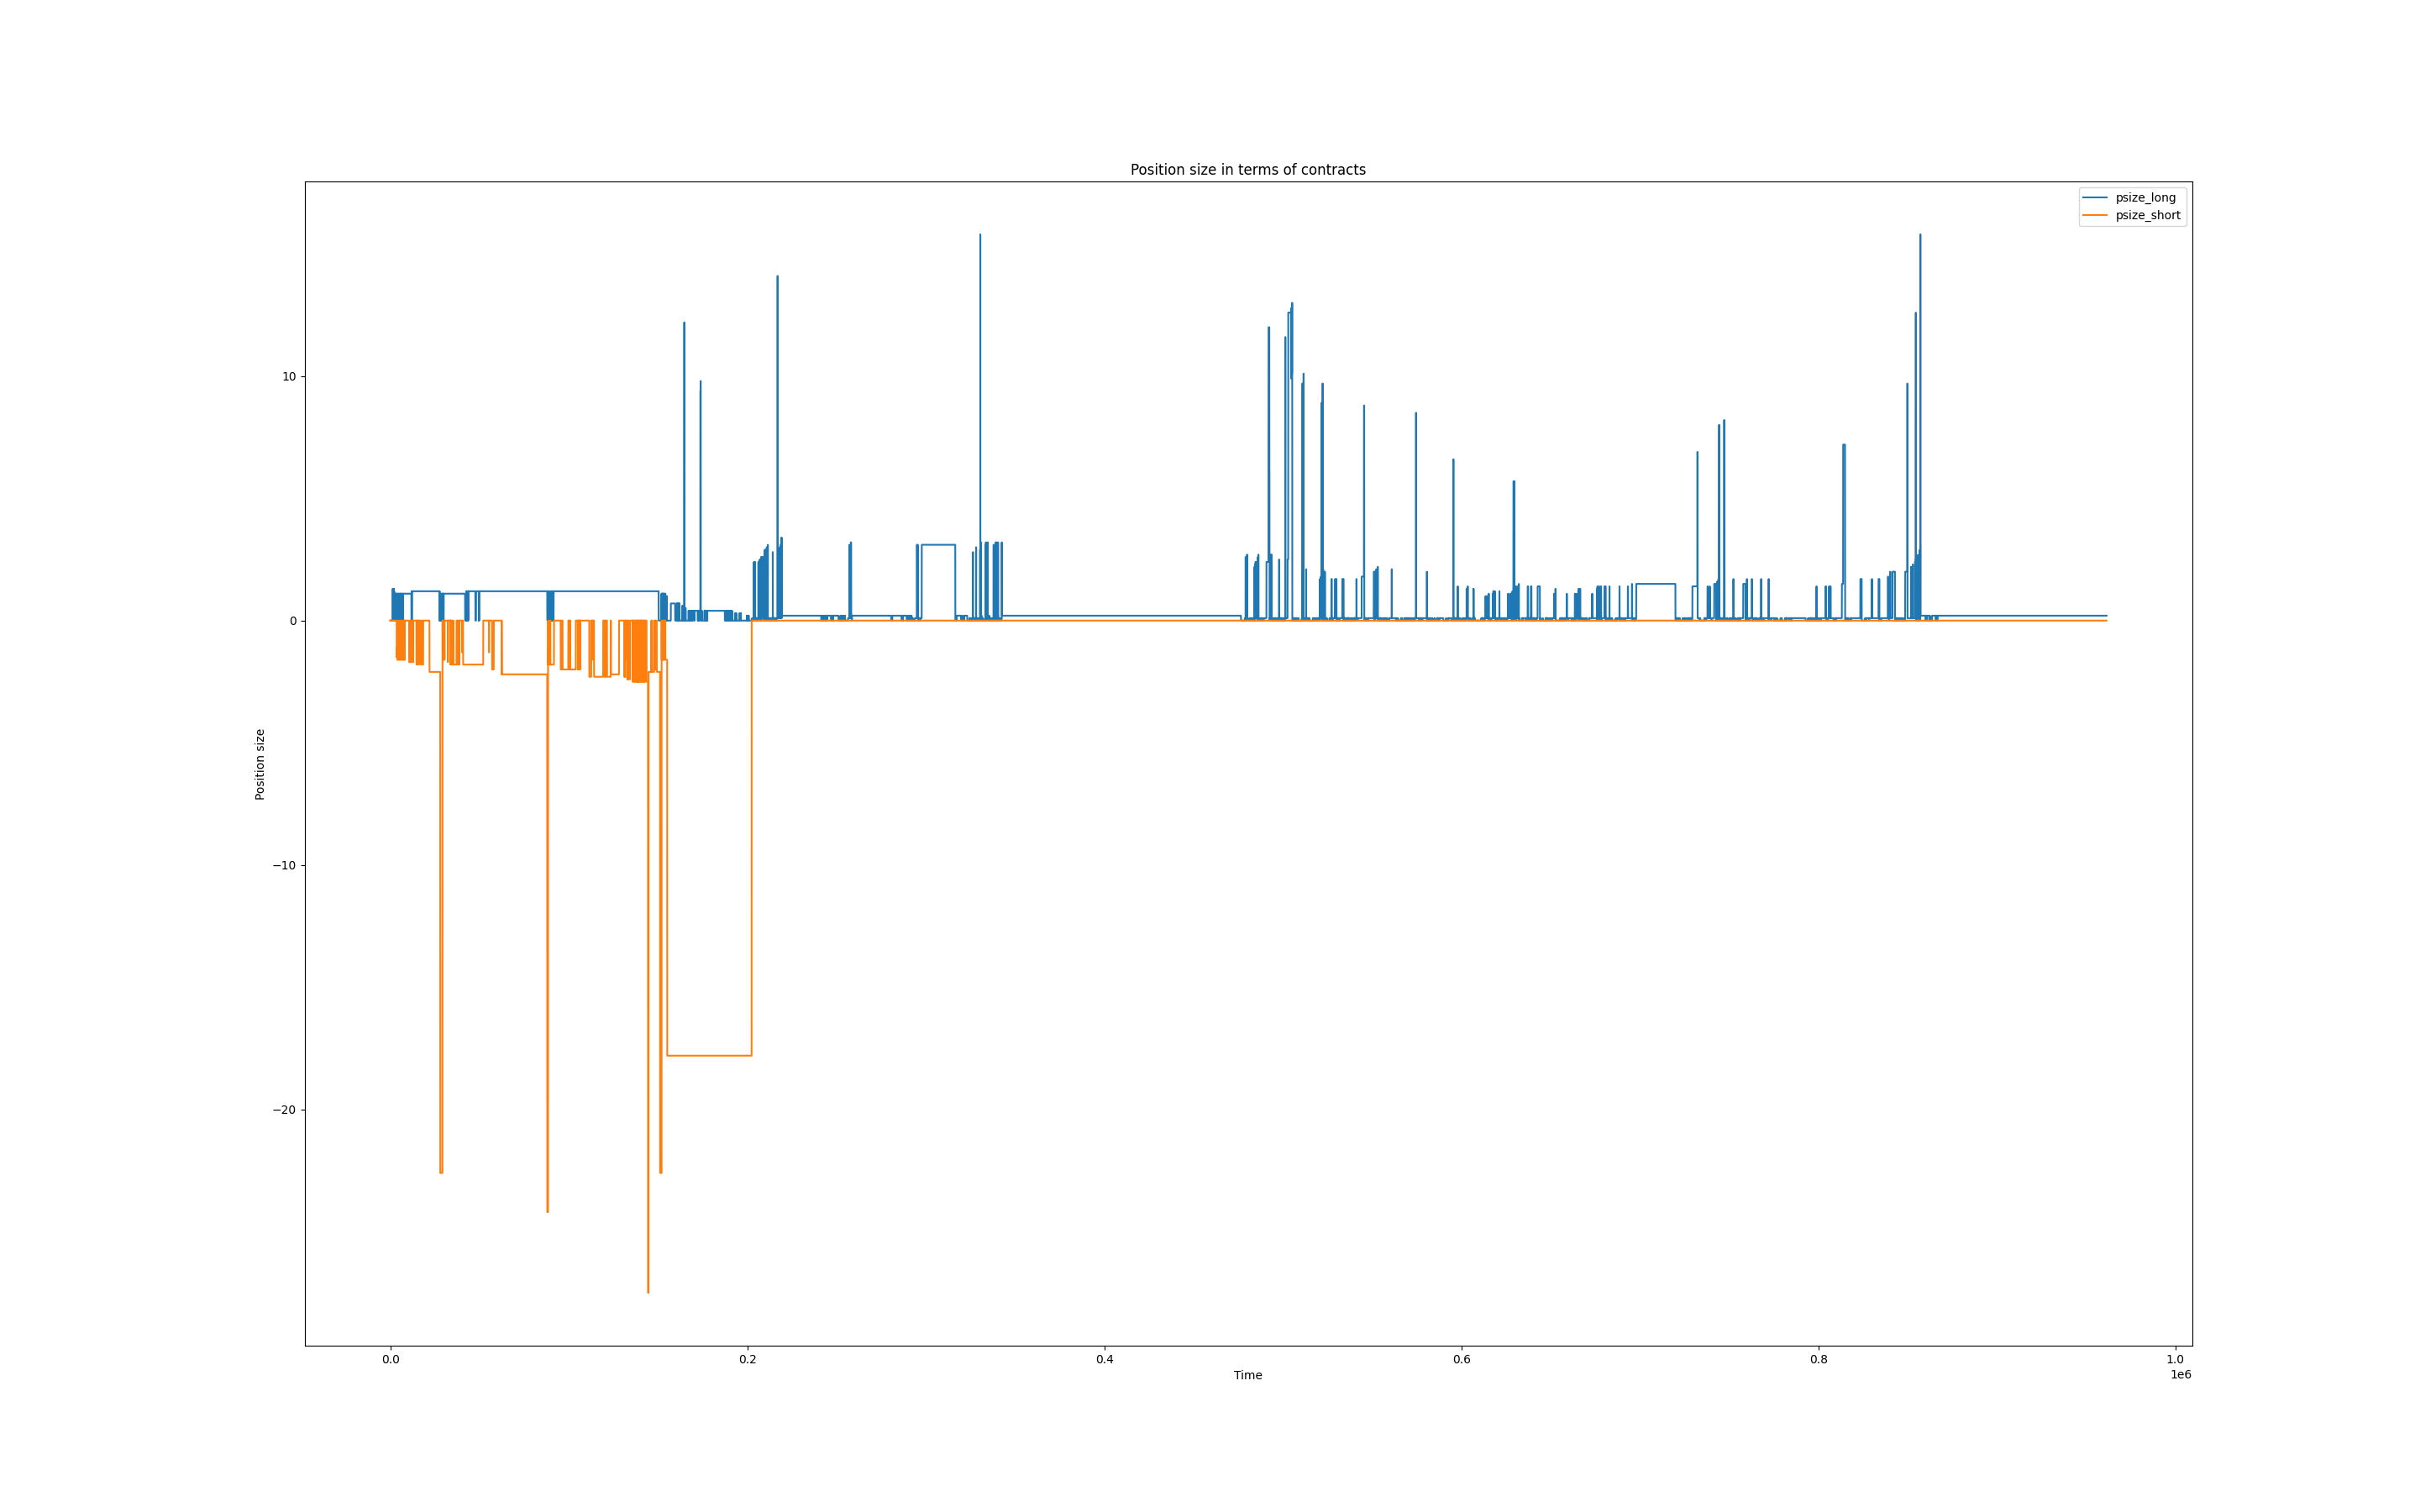 Position size in terms of contracts
psize_long
psize_short
10
0
−10
−20
Position size
0.0
0.2
0.4
0.6
0.8
1.0
1e6
Time